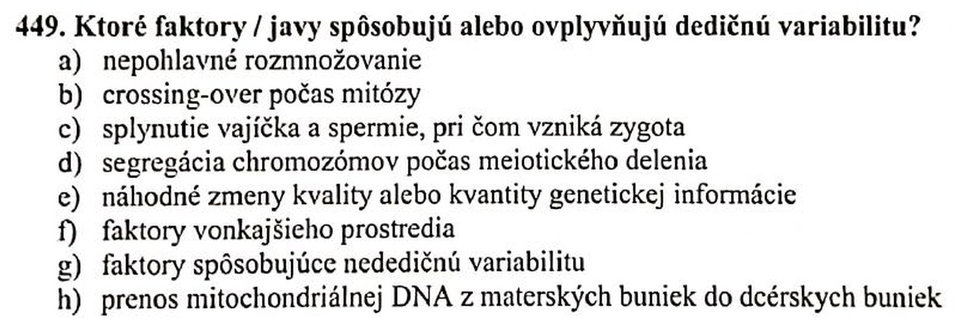 449. Ktoré faktory / javy spôsobujú alebo ovplyvňujú dedičnú variabilitu?
a) nepohlavné rozmnožovanie
b) crossing-over počas mitózy
c) splynutie vajíčka a spermie, pri čom vzniká zygota
d) segregácia chromozómov počas meiotického delenia
e) náhodné zmeny kvality alebo kvantity genetickej informácie
f) faktory vonkajšieho prostredia
g) faktory spôsobujúce nededičnú variabilitu
h) prenos mitochondriálnej DNA z materských buniek do dcérskych buniek